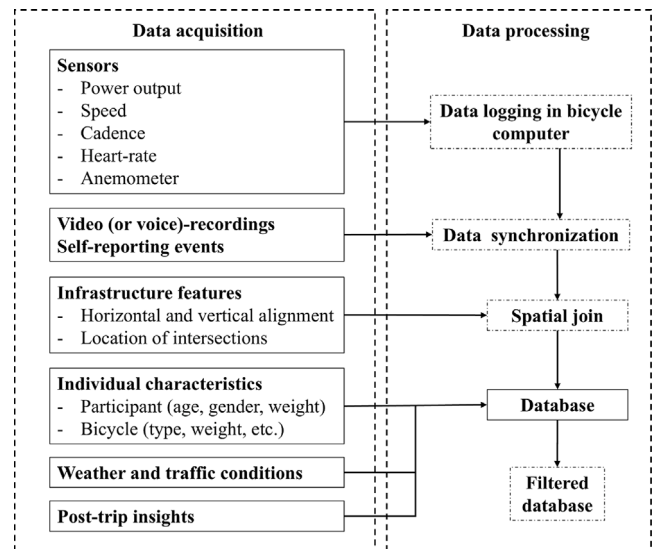 Data acquisition
Sensors
- Power output
- Speed
- Cadence
- Heart-rate
- Anemometer
Video (or voice)-recordings
Self-reporting events
Infrastructure features
- Horizontal and vertical alignment
- Location of intersections
Individual characteristics
- Participant (age, gender, weight)
- Bicycle (type, weight, etc.)
Weather and traffic conditions
Post-trip insights
Data processing
Data logging in bicycle
computer
Data synchronization
Spatial join
Database
Filtered
database